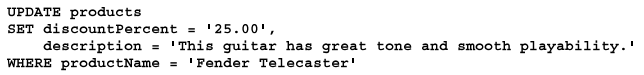 UPDATE products
SET discountPercent = '25.00',
    description = 'This guitar has great tone and smooth playability.'
WHERE productName = 'Fender Telecaster'